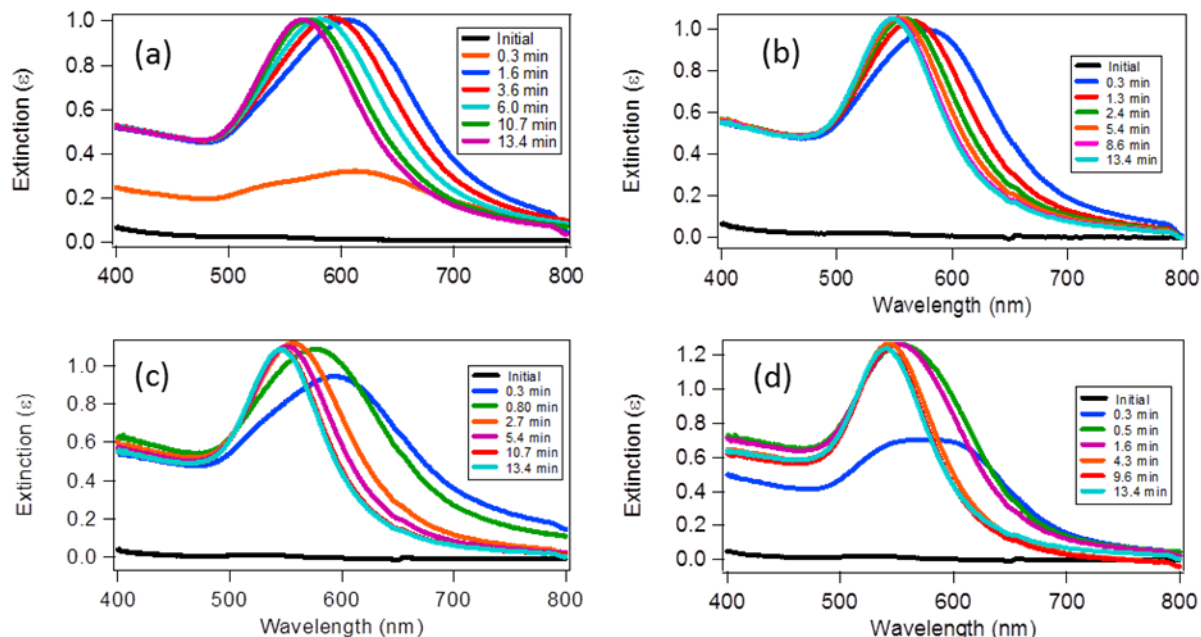 (a)
Extinction (ε)
1.0
0.8
0.6
0.4
0.2
0.0
400
500
600
700
800
Initial
0.3 min
1.6 min
3.6 min
6.0 min
10.7 min
13.4 min
(b)
Extinction (ε)
1.0
0.8
0.6
0.4
0.2
0.0
400
500
600
700
800
Wavelength (nm)
Initial
0.3 min
1.3 min
2.4 min
5.4 min
8.6 min
13.4 min
(c)
Extinction (ε)
1.0
0.8
0.6
0.4
0.2
0.0
400
500
600
700
800
Wavelength (nm)
Initial
0.3 min
0.80 min
2.7 min
5.4 min
10.7 min
13.4 min
(d)
Extinction (ε)
1.2
1.0
0.8
0.6
0.4
0.2
0.0
400
500
600
700
800
Wavelength (nm)
Initial
0.3 min
0.5 min
1.6 min
4.3 min
9.6 min
13.4 min